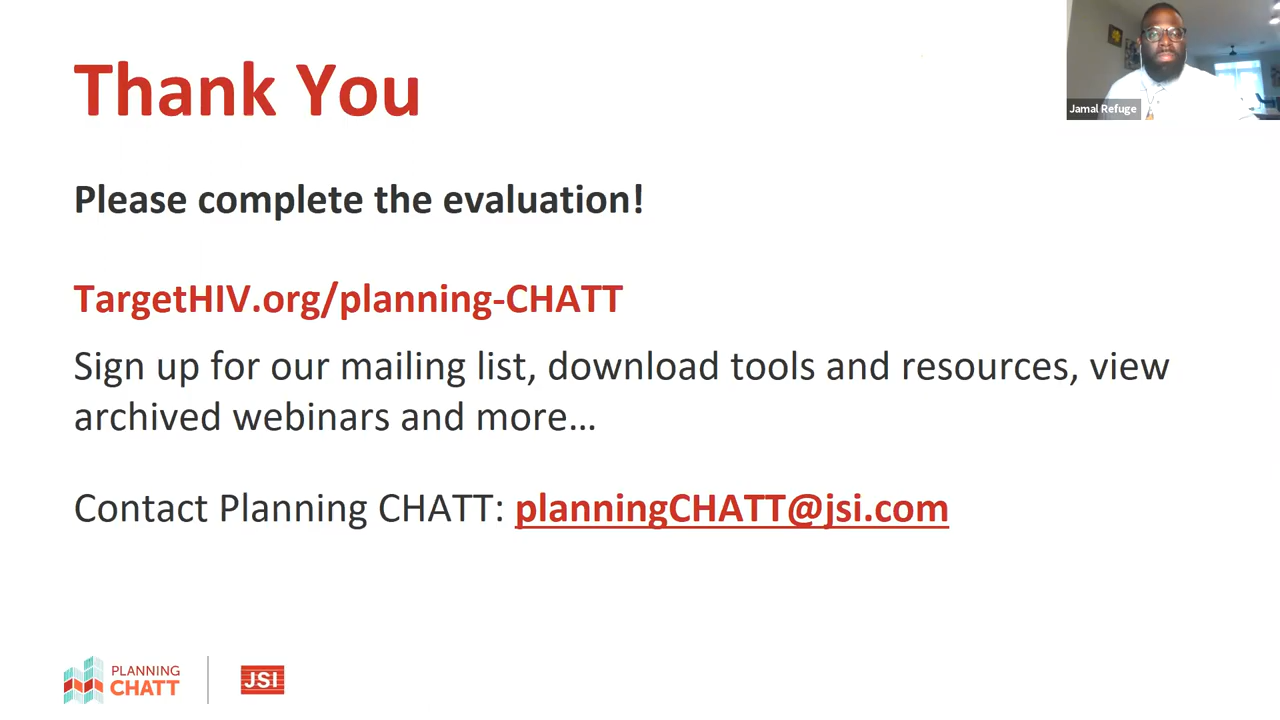 Thank You
Jamal Refuge
Please complete the evaluation!
TargetHIV.org/planning-CHATT
Sign up for our mailing list, download tools and resources, view
archived webinars and more…
Contact Planning CHATT: planningCHATT@jsi.com
PLANNING
CHATT
JSI